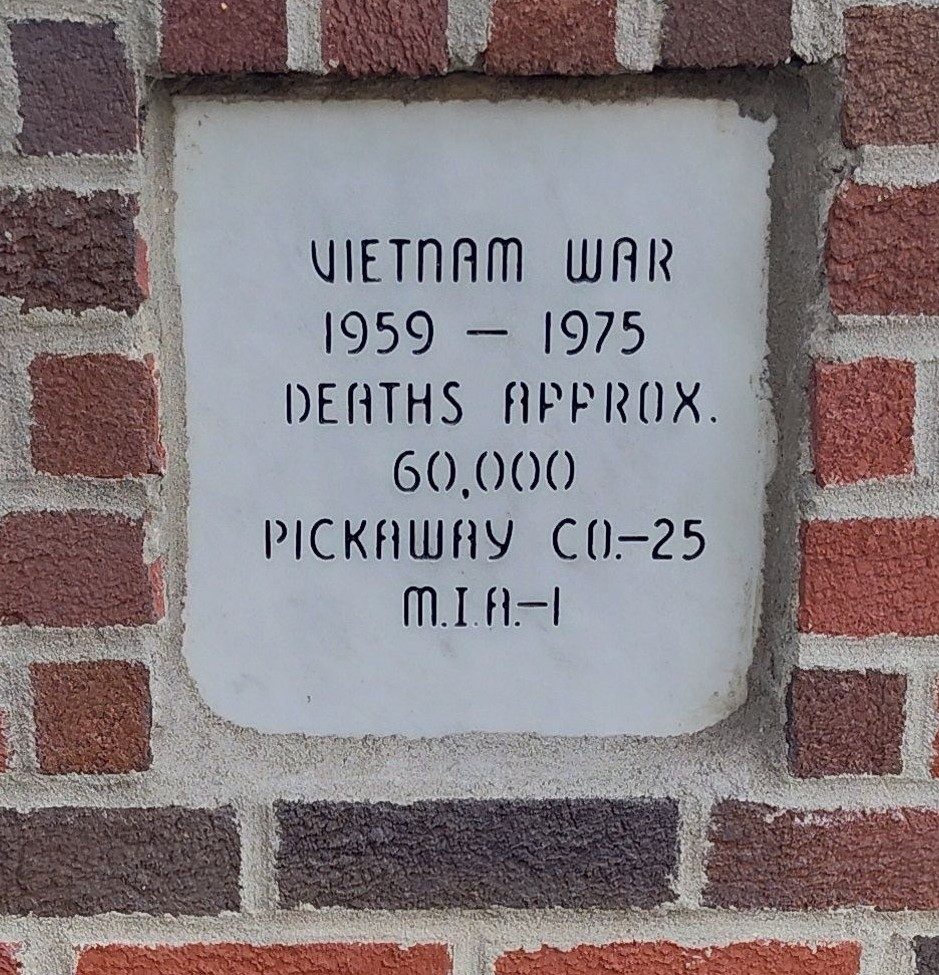 VIETNAM WAR
1959 — 1975
DEATHS APPROX.
60,000
PICKAWAY CO.—25
M.I.A.—1